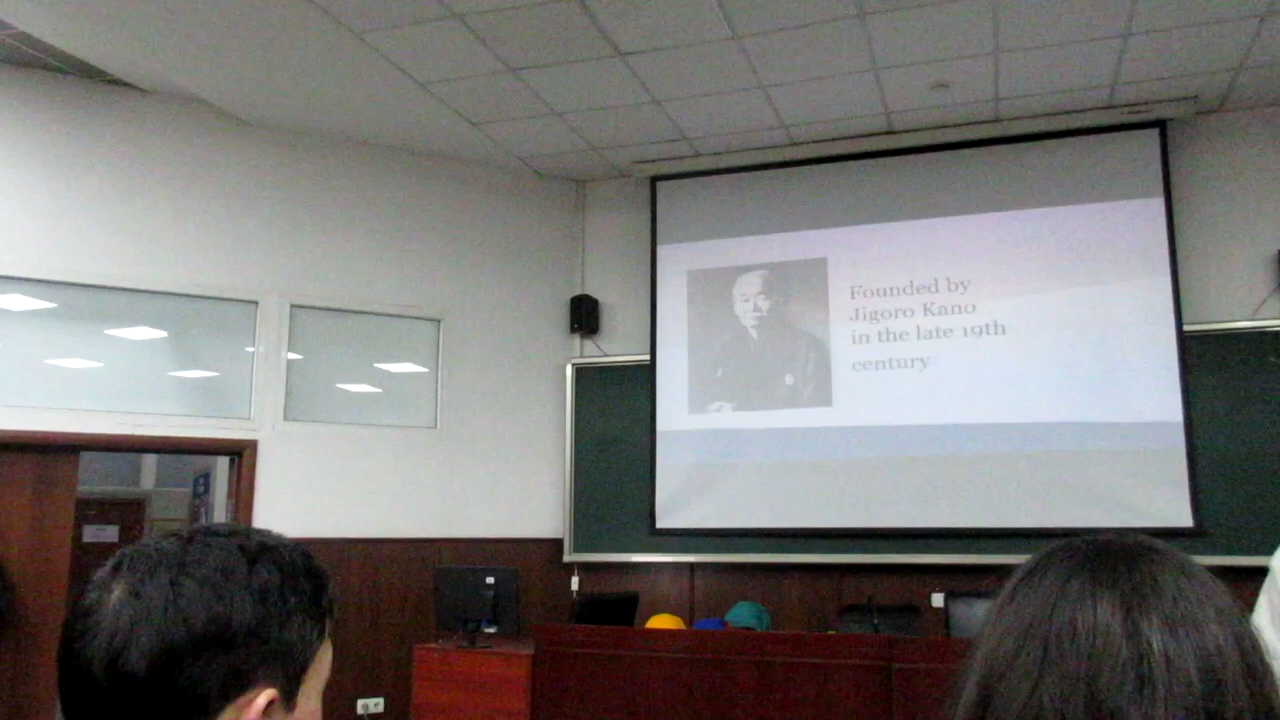 Founded by
Jigoro Kano
in the late 19th
century